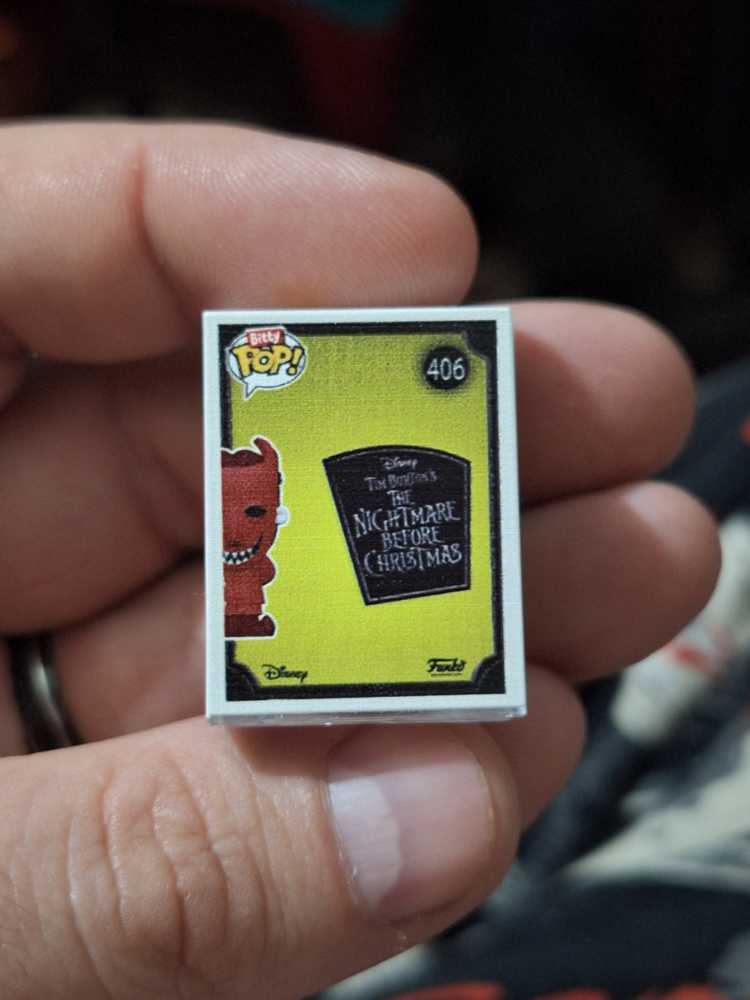 Bitty
POP!
406
Disney
TIM BURTON'S
THE
NIGHTMARE
BEFORE
CHRISTMAS
Disney
Funko